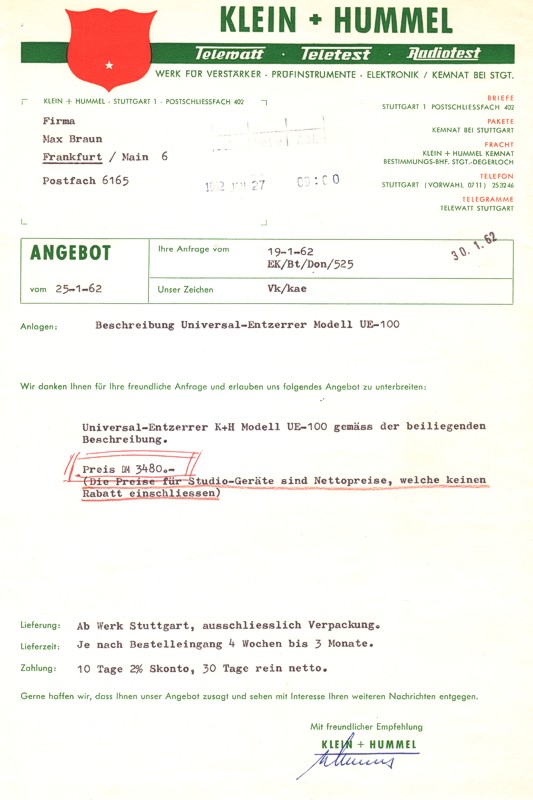 KLEIN + HUMMEL
Telewatt · Teletest · Radiotest
WERK FÜR VERSTÄRKER · PRÜFINSTRUMENTE · ELEKTRONIK / KEMNAT BEI STGT.
KLEIN + HUMMEL · STUTTGART 1 · POSTSCHLIESSFACH 402
Firma
Max Braun
Frankfurt / Main 6
Postfach 6165
27 09:00
BRIEFE
STUTTGART 1 POSTSCHLIESSFACH 402
PAKETE
KEMNAT BEI STUTTGART
FRACHT
KLEIN + HUMMEL KEMNAT
BESTIMMUNGS-BHF. STGT.-DEGERLOCH
TELEFON
STUTTGART (VORWAHL 0711) 253246
TELEGRAMME
TELEWATT STUTTGART
ANGEBOT
vom 25-1-62
Ihre Anfrage vom 19-1-62
EK/Bt/Don/525
30. 1. 62
Unser Zeichen Vk/kae
Anlagen: Beschreibung Universal-Entzerrer Modell UE-100
Wir danken Ihnen für Ihre freundliche Anfrage und erlauben uns folgendes Angebot zu unterbreiten:
Universal-Entzerrer K+H Modell UE-100 gemäss der beiliegenden
Beschreibung.
Preis DM 3480.-
(Die Preise für Studio-Geräte sind Nettopreise, welche keinen
Rabatt einschliessen)
Lieferung: Ab Werk Stuttgart, ausschliesslich Verpackung.
Lieferzeit: Je nach Bestelleingang 4 Wochen bis 3 Monate.
Zahlung: 10 Tage 2% Skonto, 30 Tage rein netto.
Gerne hoffen wir, dass Ihnen unser Angebot zusagt und sehen mit Interesse Ihren weiteren Nachrichten entgegen.
Mit freundlicher Empfehlung
KLEIN + HUMMEL